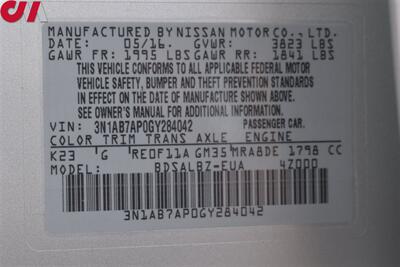 MANUFACTURED BY NISSAN MOTOR CO., LTD.
DATE: 05/16. GVWR: 3823 LBS
GAWR FR: 1995 LBS GAWR RR: 1841 LBS
THIS VEHICLE CONFORMS TO ALL APPLICABLE FEDERAL MOTOR
VEHICLE SAFETY, BUMPER AND THEFT PREVENTION STANDARDS
IN EFFECT ON THE DATE OF MANUFACTURE SHOWN ABOVE.
SEE OWNER'S MANUAL FOR ADDITIONAL INFORMATION.
VIN: 3N1AB7AP0GY284042 PASSENGER CAR.
COLOR TRIM TRANS AXLE ENGINE
K23 'G RE0F11A GM35 MRA8DE 1798 CC
MODEL: BDSALBZ-EUA 4Z000
3N1AB7AP0GY284042